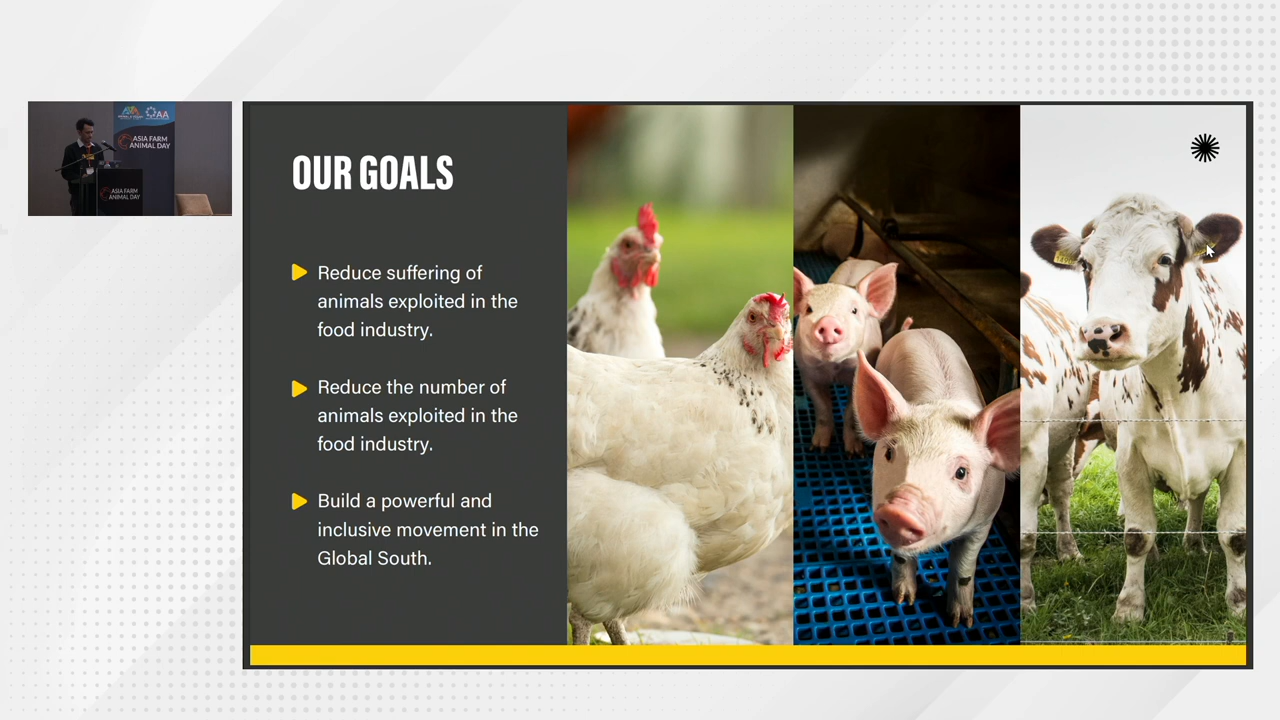 AA
ASIA FARM
ANIMAL DAY
ASIA FARM
ANIMAL DAY
OUR GOALS
Reduce suffering of
animals exploited in the
food industry.
Reduce the number of
animals exploited in the
food industry.
Build a powerful and
inclusive movement in the
Global South.